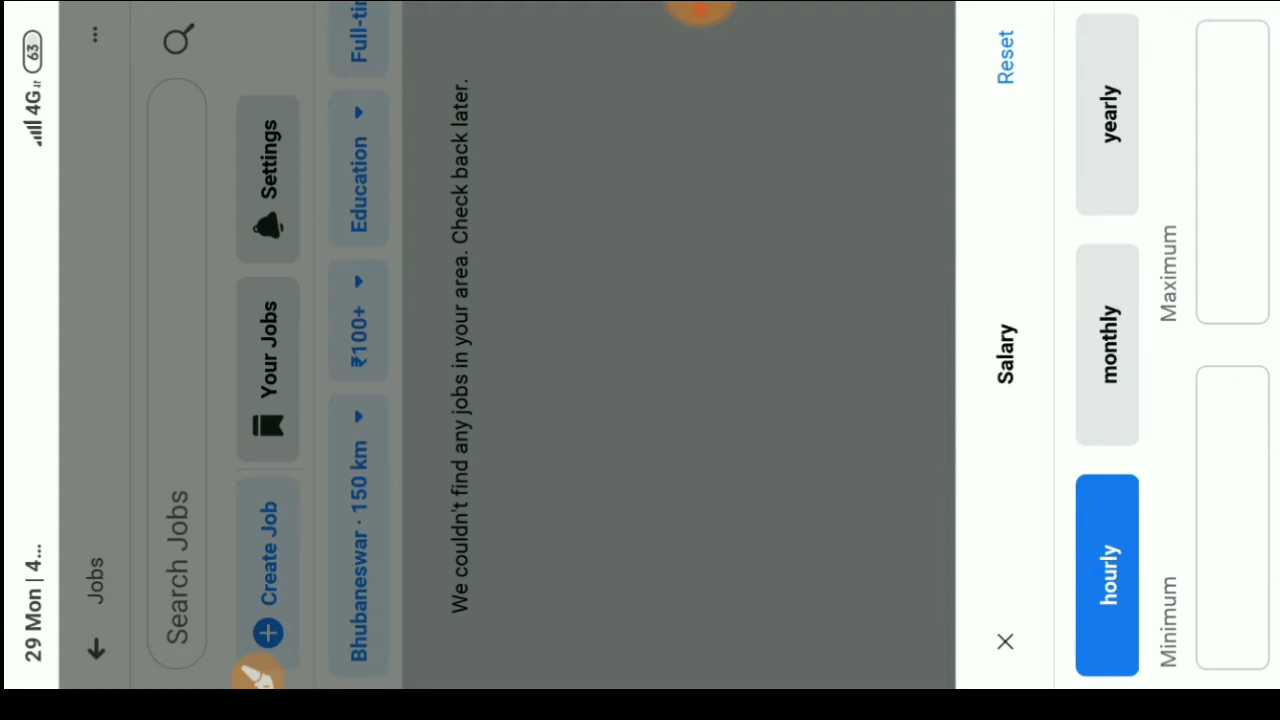 29 Mon | 4...
4G 63
Jobs
Search Jobs
Create Job
Your Jobs
Settings
Bhubaneswar · 150 km
₹100+
Education
Full-ti
We couldn't find any jobs in your area. Check back later.
Salary
Reset
hourly
monthly
yearly
Minimum
Maximum